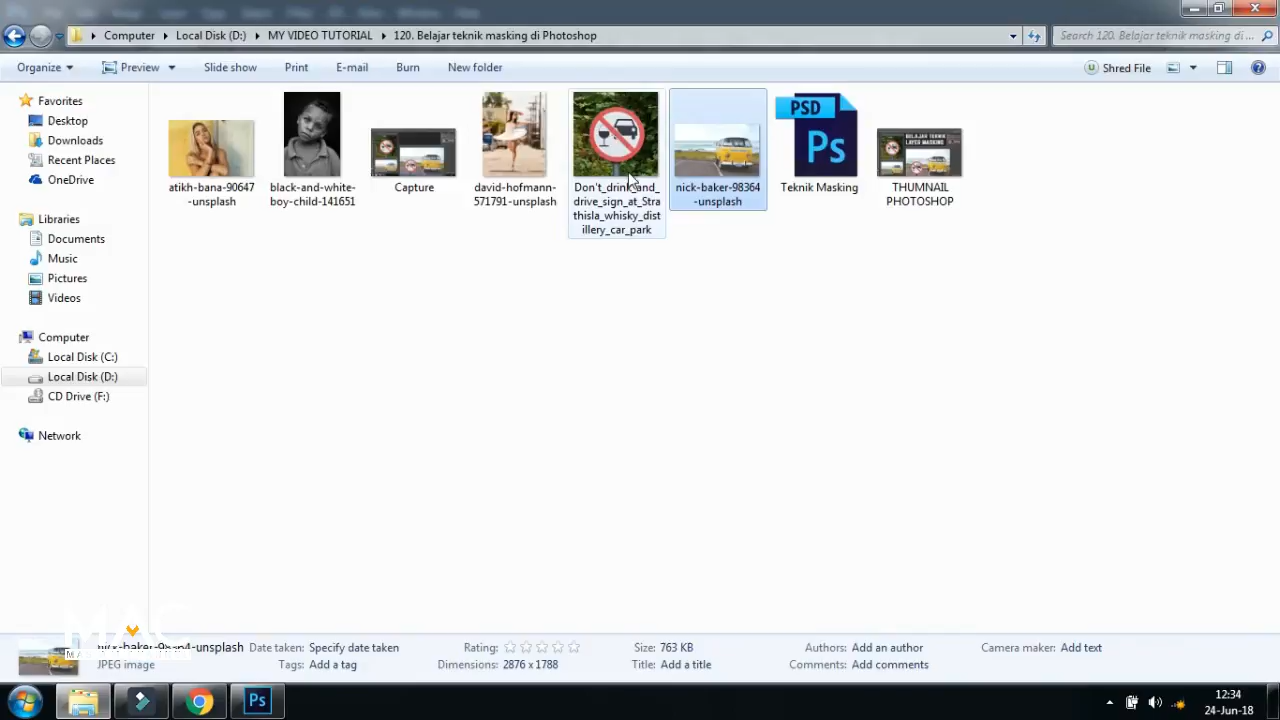 Computer
Local Disk (D:)
MY VIDEO TUTORIAL
120. Belajar teknik masking di Photoshop
Search 120. Belajar teknik masking di...
Organize
Preview
Slide show
Print
E-mail
Burn
New folder
Shred File
Favorites
Desktop
Downloads
Recent Places
OneDrive
Libraries
Documents
Music
Pictures
Videos
Computer
Local Disk (C:)
Local Disk (D:)
CD Drive (F:)
Network
atikh-bana-90647
-unsplash
black-and-white-
boy-child-141651
Capture
david-hofmann-
571791-unsplash
Don't_drink_and_
drive_sign_at_Stra
thisla_whisky_dist
illery_car_park
nick-baker-98364
-unsplash
PSD
Ps
Teknik Masking
BELAJAR TEKNIK
LAYER MASKING
THUMNAIL
PHOTOSHOP
MAC
Date taken: Specify date taken
Rating:
Size: 763 KB
Authors: Add an author
Camera maker: Add text
JPEG image
Tags: Add a tag
Dimensions: 2876 x 1788
Title: Add a title
Comments: Add comments
Ps
12:34
24-Jun-18